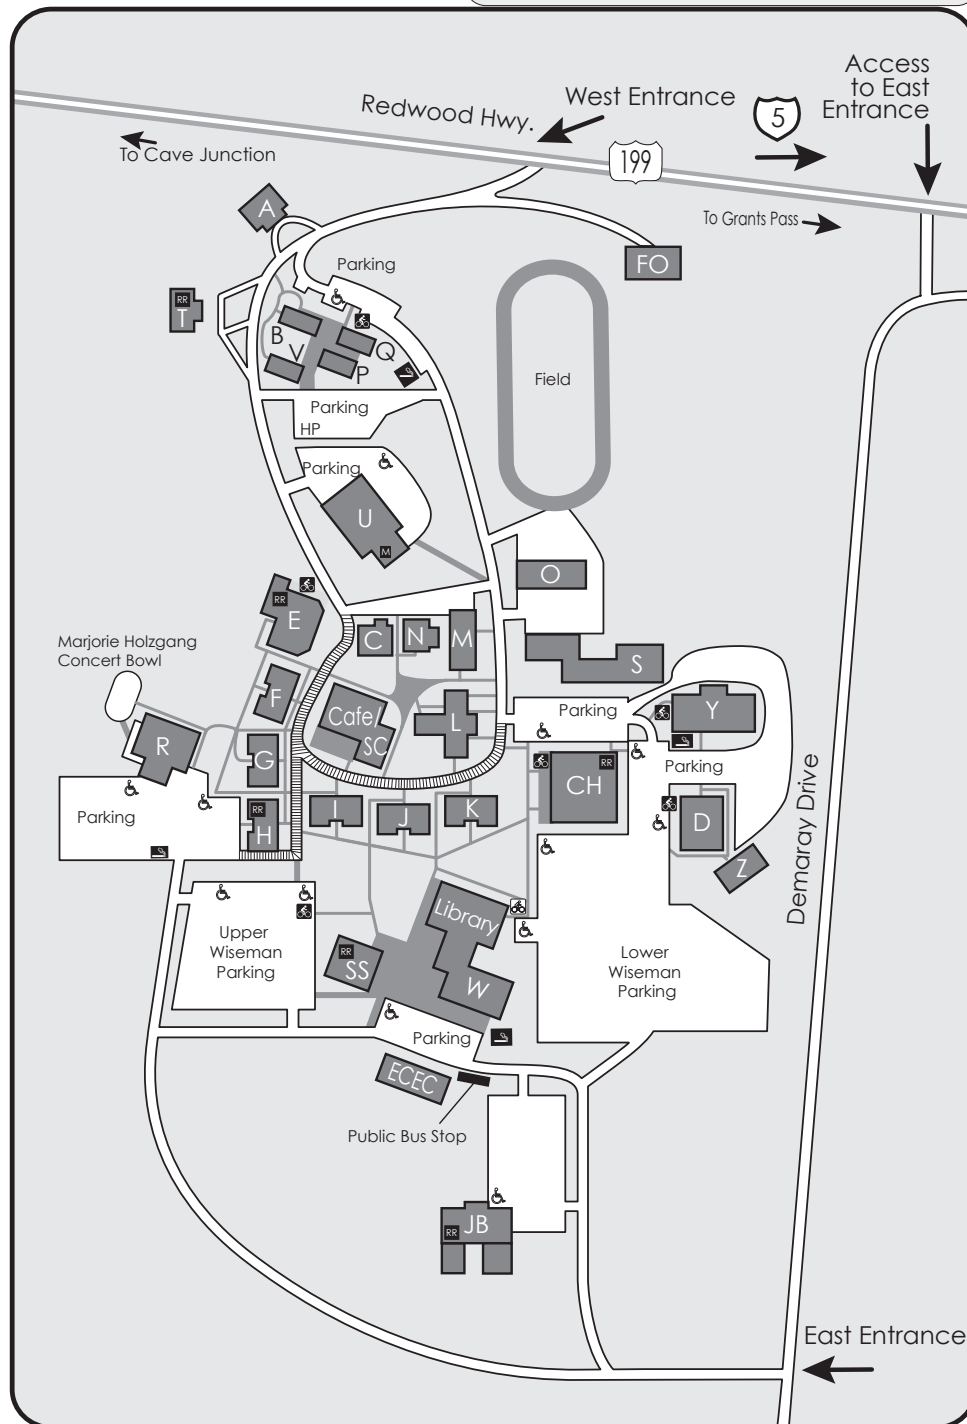 Access
to East
Entrance
West Entrance
5
Redwood Hwy.
199
To Cave Junction
To Grants Pass
A
FO
Parking
RR
T
B
V
Q
P
Field
Parking
HP
Parking
U
M
O
RR
E
C
N
M
S
Marjorie Holzgang
Concert Bowl
F
Cafe/
SC
L
Parking
Y
R
G
Parking
CH
RR
Demaray Drive
Parking
RR
H
I
J
K
D
Z
Library
Upper
Wiseman
Parking
RR
SS
W
Lower
Wiseman
Parking
Parking
ECEC
Public Bus Stop
JB
RR
East Entrance